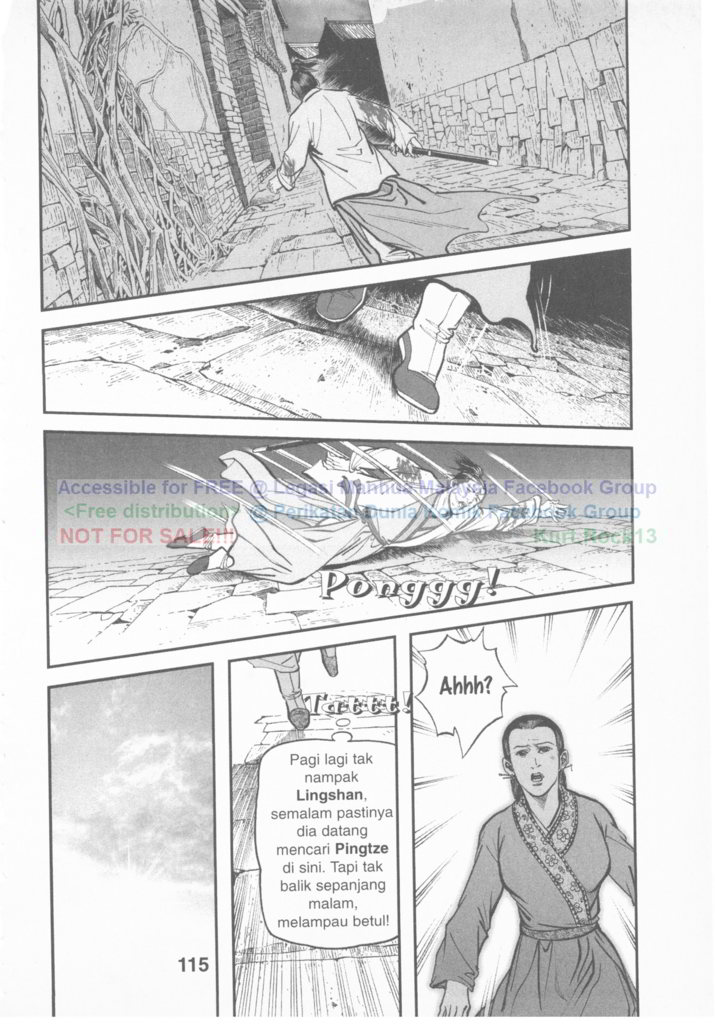 Accessible for FREE @ Legasi Manhua Malaysia Facebook Group
<Free distribution> @ Perikatan Dunia Komik Facebook Group
NOT FOR SALE!!! Kurt Rock13
Ponggg!
Tattt!
Pagi lagi tak
nampak
Lingshan,
semalam pastinya
dia datang
mencari Pingtze
di sini. Tapi tak
balik sepanjang
malam,
melampau betul!
Ahhh?
115